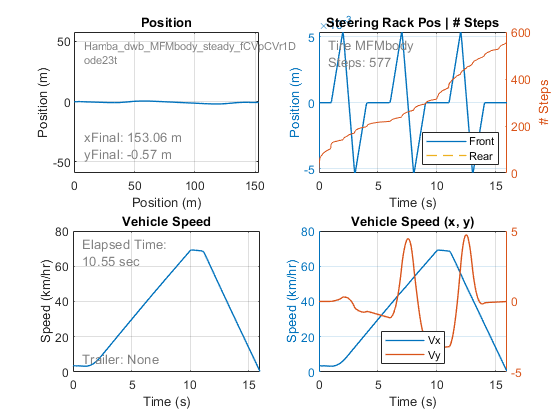 Position
Hamba_dwb_MFMbody_steady_fCVpCVr1D
ode23t
xFinal: 153.06 m
yFinal: -0.57 m
Position (m)
50
0
-50
0
50
100
150
Position (m)
Steering Rack Pos | # Steps
Tire MFMbody
Steps: 577
Position (m)
5
0
-5
# Steps
600
400
200
0
Front
Rear
0
5
10
15
Time (s)
Vehicle Speed
Elapsed Time:
10.55 sec
Trailer: None
Speed (km/hr)
80
60
40
20
0
0
5
10
15
Time (s)
Vehicle Speed (x, y)
Speed (km/hr)
80
60
40
20
0
5
0
-5
Vx
Vy
0
5
10
15
Time (s)